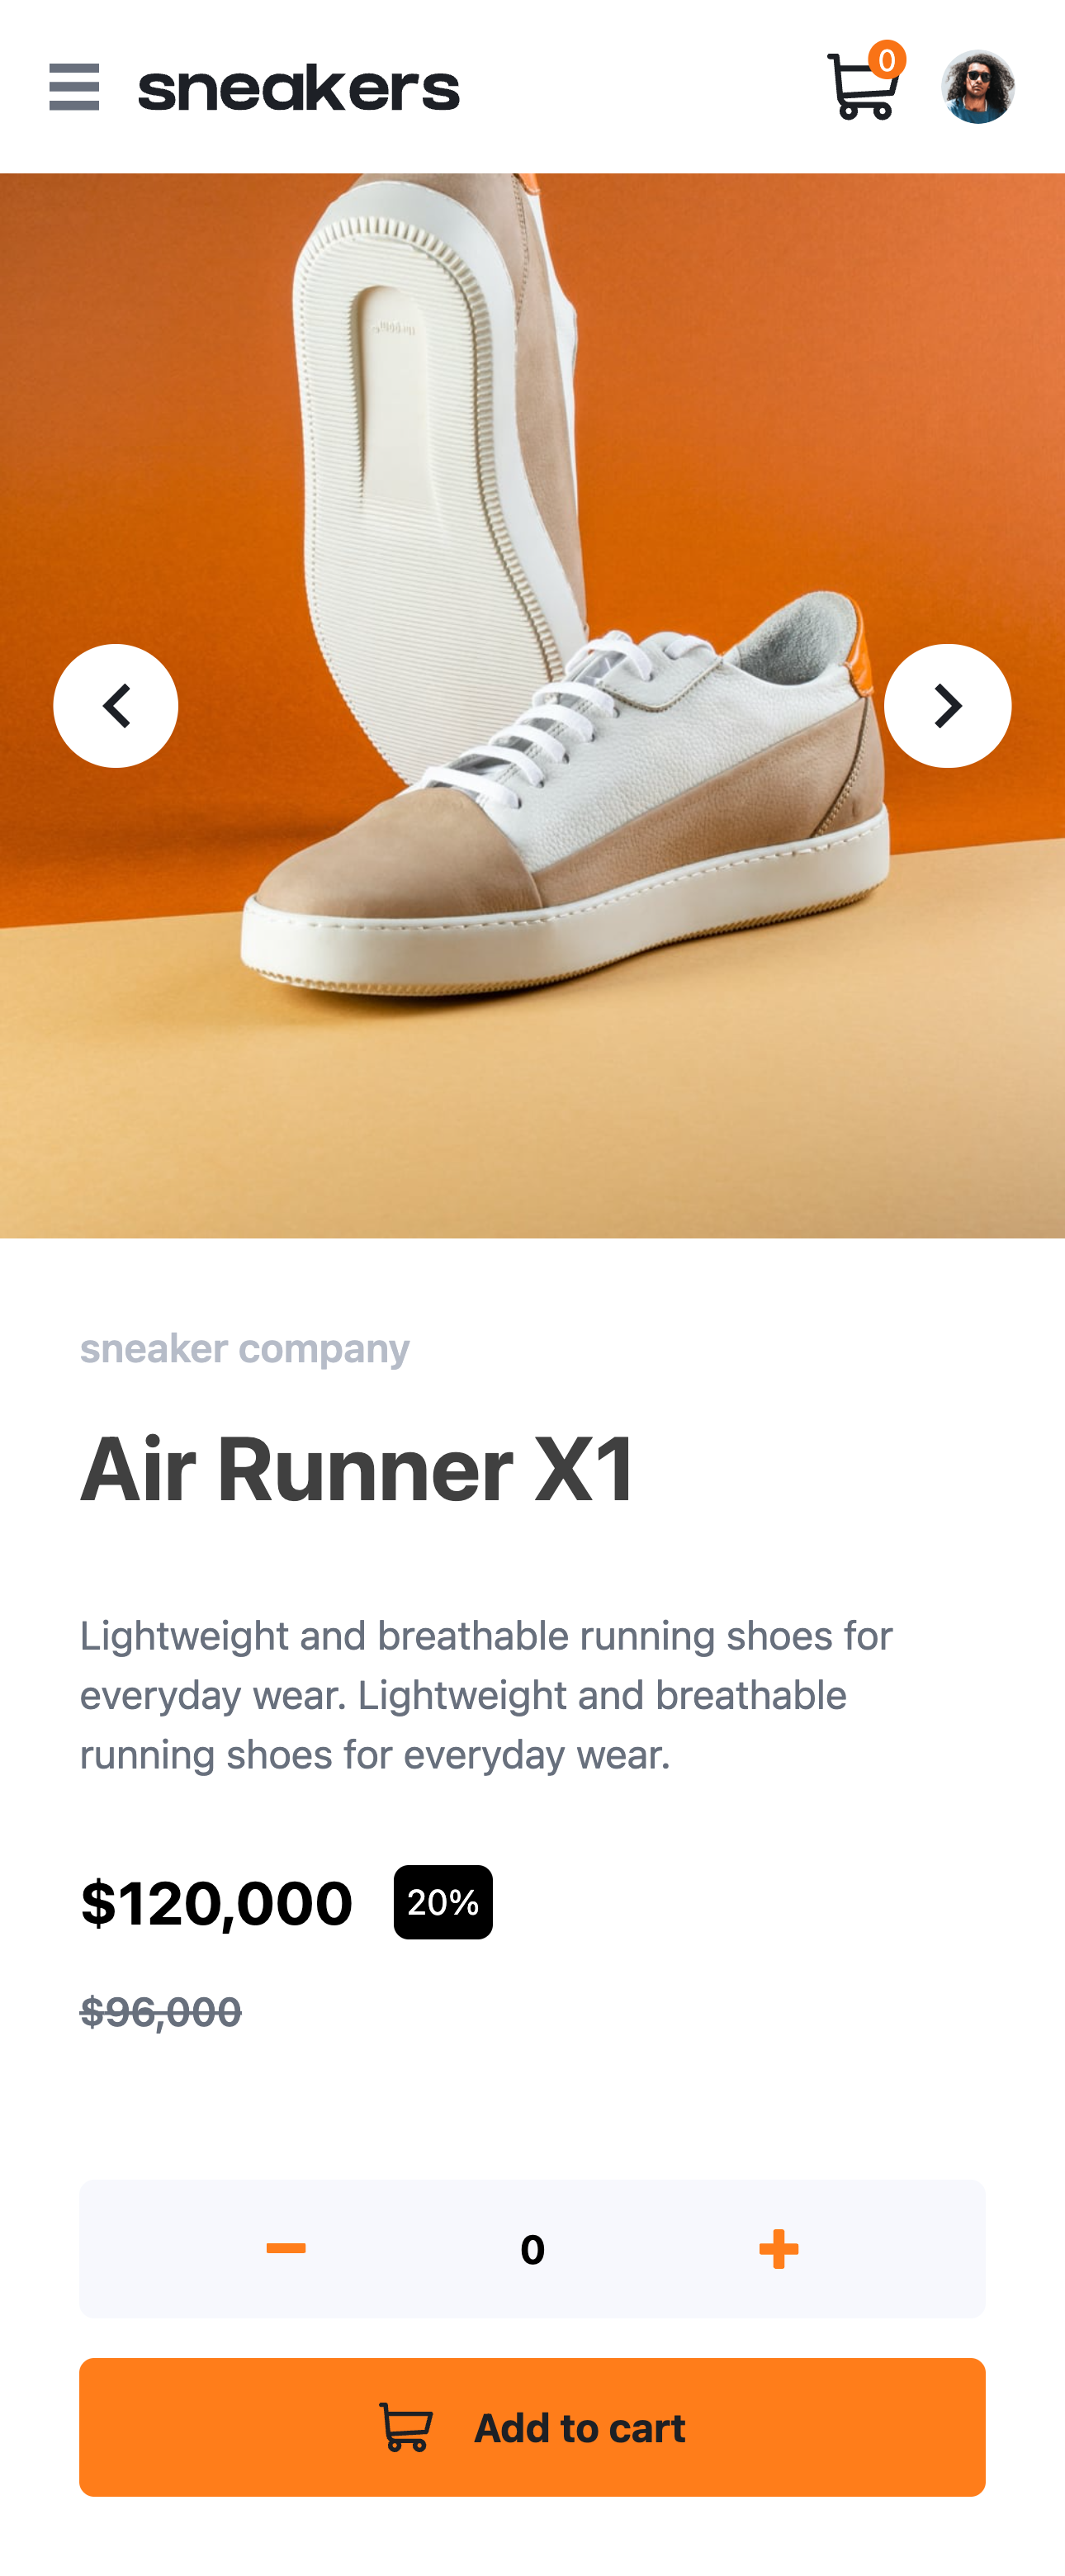 sneakers
0
sneaker company
Air Runner X1
Lightweight and breathable running shoes for
everyday wear. Lightweight and breathable
running shoes for everyday wear.
$120,000 20%
$96,000
0
Add to cart